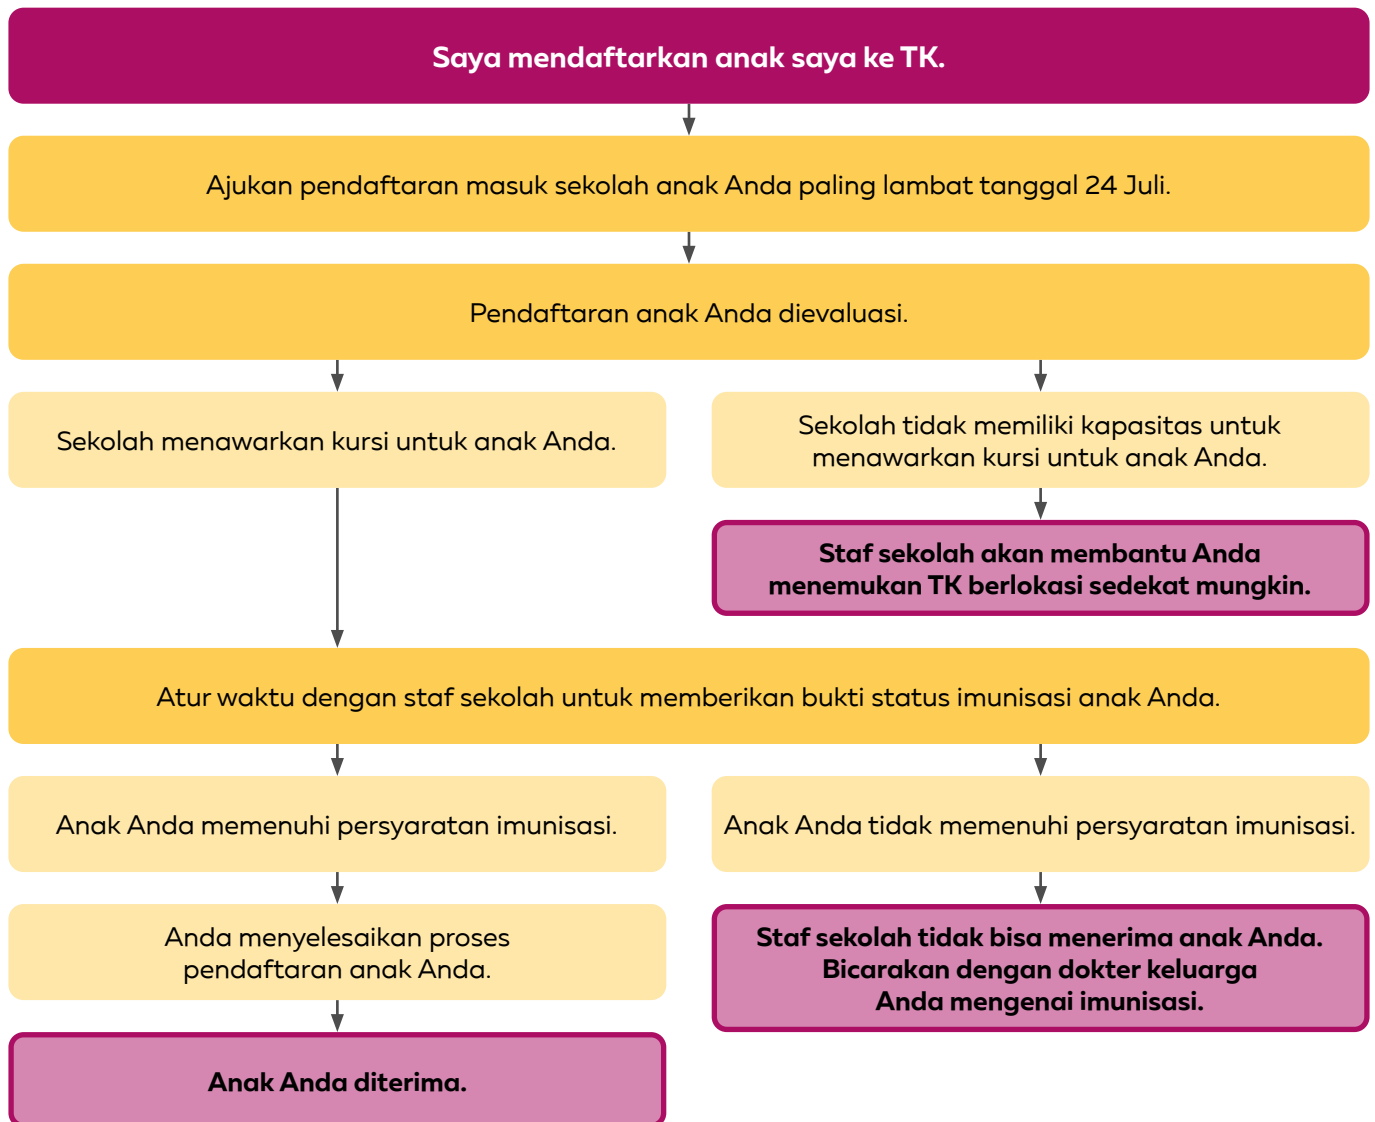 Saya mendaftarkan anak saya ke TK.
Ajukan pendaftaran masuk sekolah anak Anda paling lambat tanggal 24 Juli.
Pendaftaran anak Anda dievaluasi.
Sekolah menawarkan kursi untuk anak Anda.
Sekolah tidak memiliki kapasitas untuk
menawarkan kursi untuk anak Anda.
Staf sekolah akan membantu Anda
menemukan TK berlokasi sedekat mungkin.
Atur waktu dengan staf sekolah untuk memberikan bukti status imunisasi anak Anda.
Anak Anda memenuhi persyaratan imunisasi.
Anak Anda tidak memenuhi persyaratan imunisasi.
Anda menyelesaikan proses
pendaftaran anak Anda.
Staf sekolah tidak bisa menerima anak Anda.
Bicarakan dengan dokter keluarga
Anda mengenai imunisasi.
Anak Anda diterima.